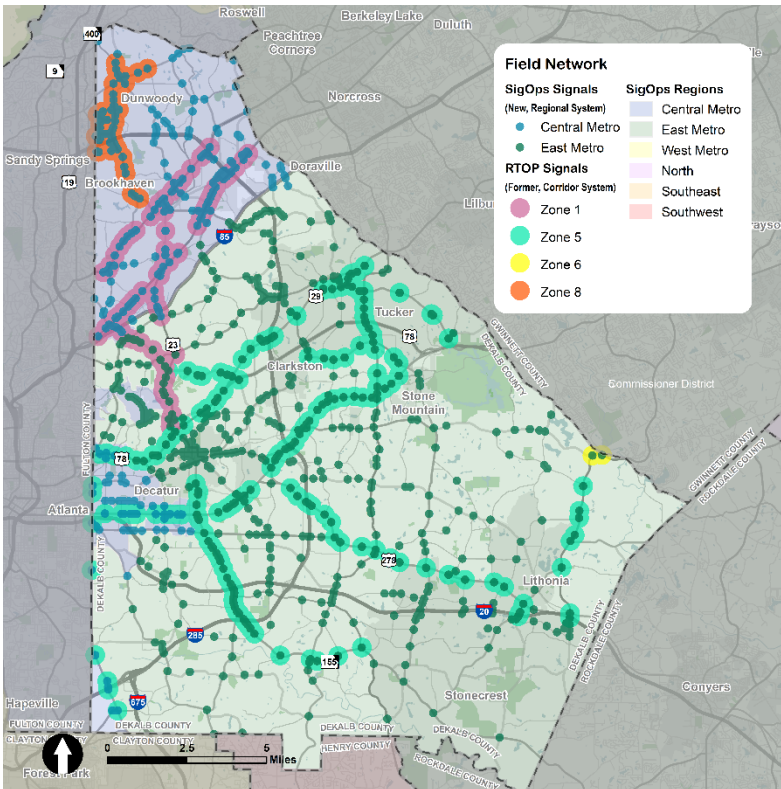 Roswell
Berkeley Lake
Duluth
400
Peachtree
Corners
9
Dunwoody
Norcross
Sandy Springs
19
Brookhaven
Doraville
85
29
Tucker
78
23
Clarkston
Stone
Mountain
GWINNETT COUNTY
DEKALB COUNTY
Commissioner District
FULTON COUNTY
78
Decatur
Atlanta
DEKALB COUNTY
GWINNETT COUNTY
ROCKDALE COUNTY
278
Lithonia
20
285
DEKALB COUNTY
ROCKDALE COUNTY
155
Stonecrest
Conyers
Hapeville
675
FULTON COUNTY
DEKALB COUNTY
CLAYTON COUNTY
CLAYTON COUNTY
DEKALB COUNTY
HENRY COUNTY
DEKALB COUNTY
ROCKDALE COUNTY
Forest Park
0 2.5 5
Miles
Field Network
SigOps Signals
(New, Regional System)
Central Metro
East Metro
RTOP Signals
(Former, Corridor System)
Zone 1
Zone 5
Zone 6
Zone 8
SigOps Regions
Central Metro
East Metro
West Metro
North
Southeast
Southwest